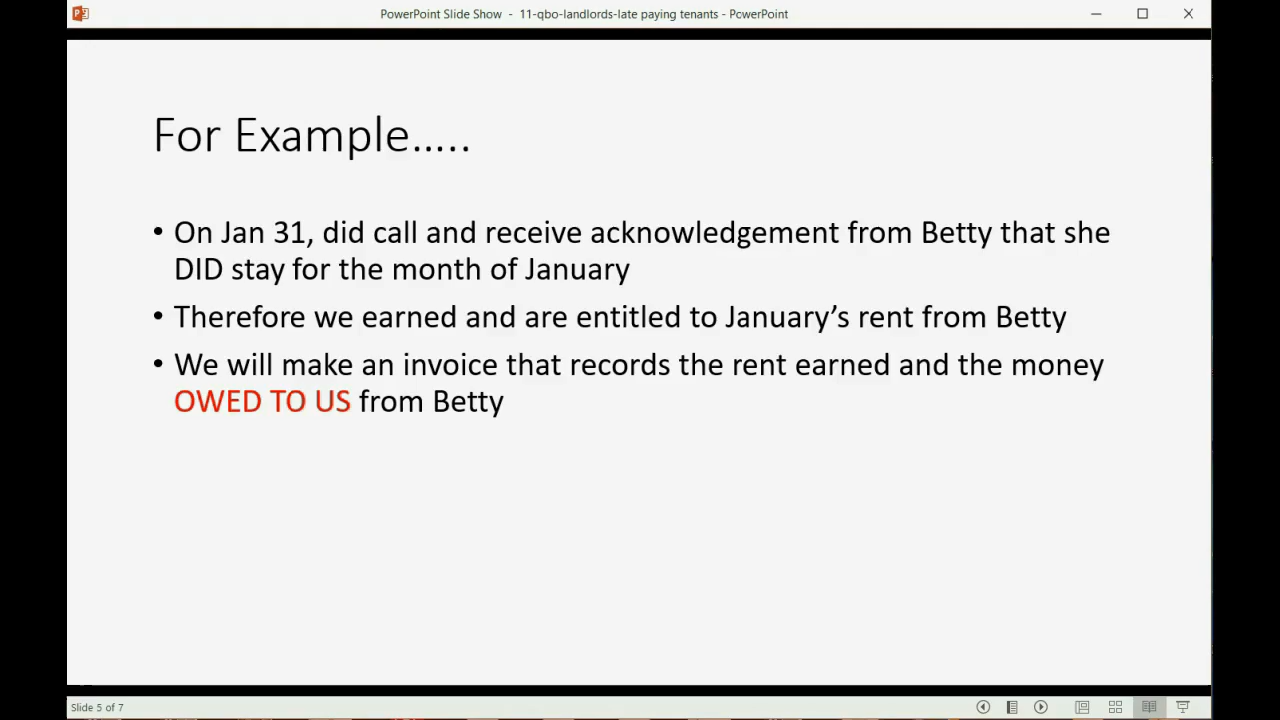 PowerPoint Slide Show - 11-qbo-landlords-late paying tenants - PowerPoint
For Example…..
• On Jan 31, did call and receive acknowledgement from Betty that she
DID stay for the month of January
• Therefore we earned and are entitled to January’s rent from Betty
• We will make an invoice that records the rent earned and the money
OWED TO US from Betty
Slide 5 of 7